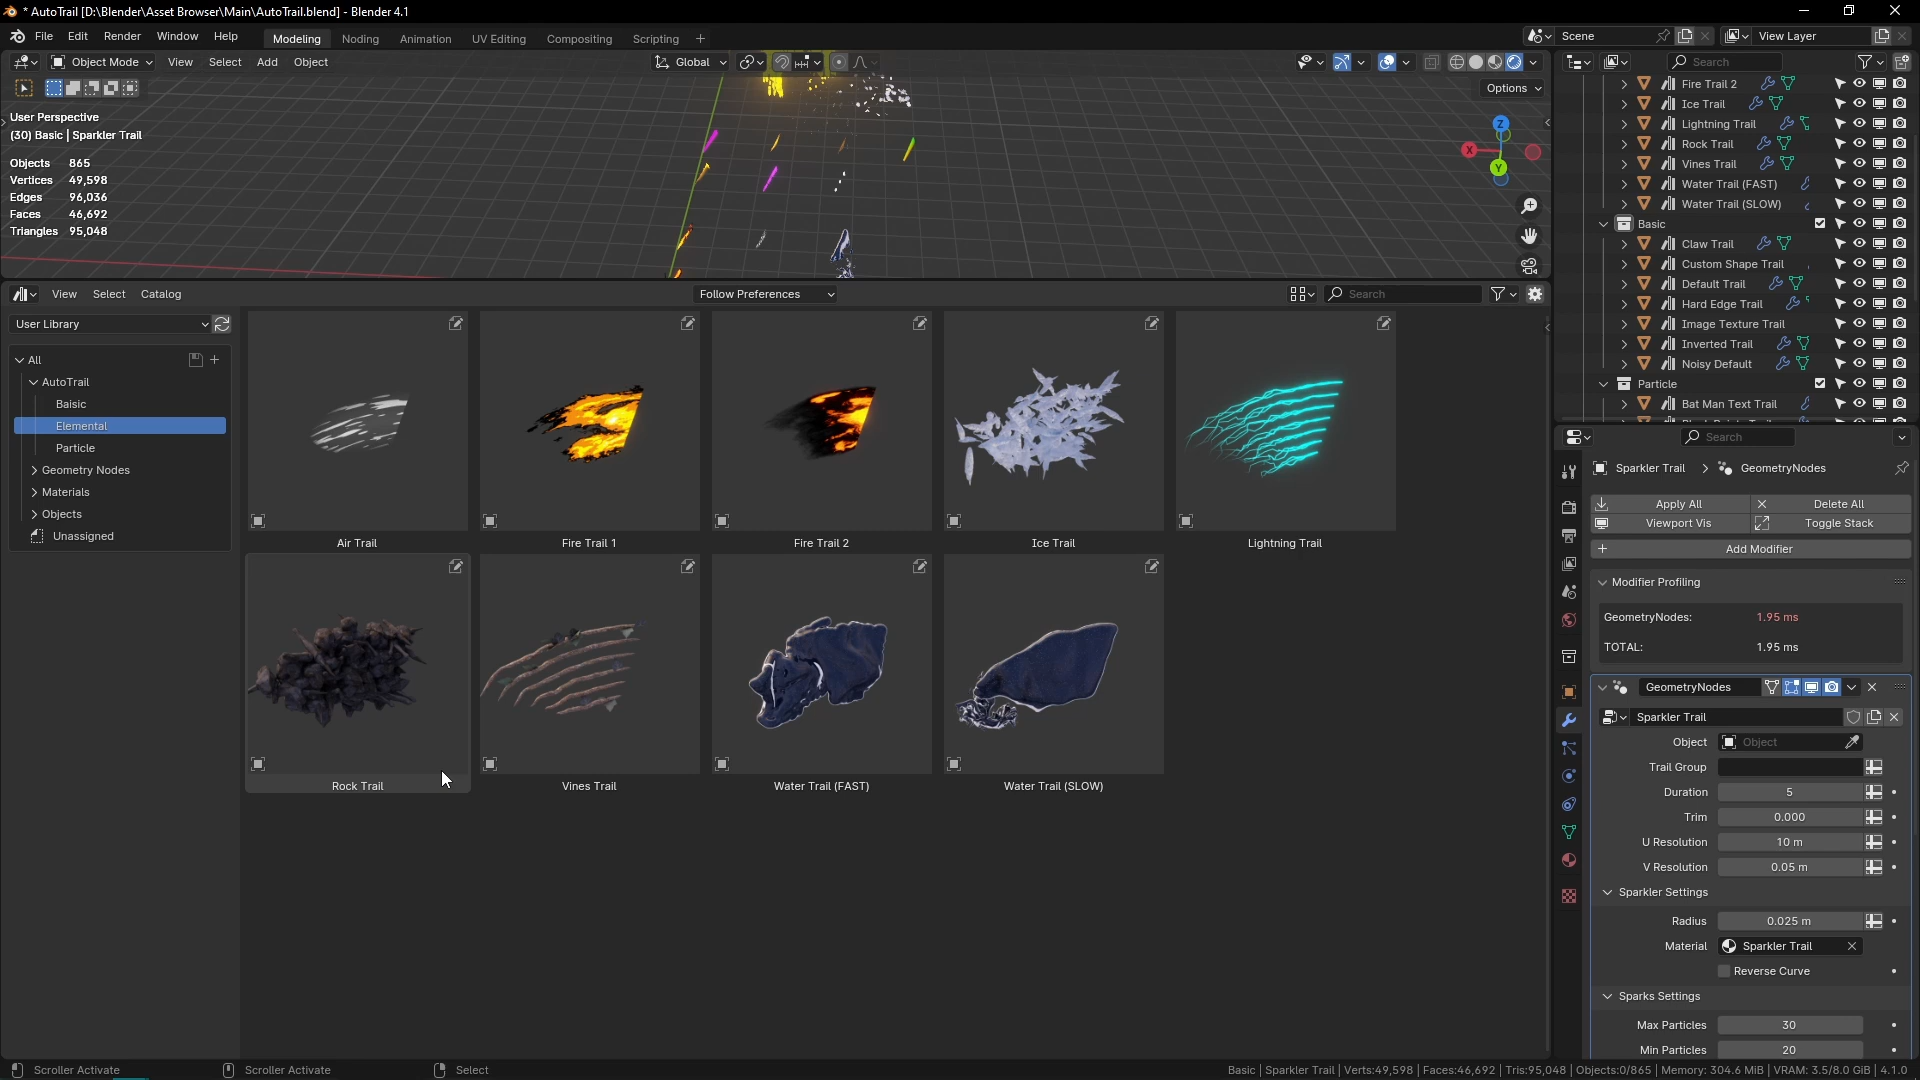 * AutoTrail [D:\Blender\Asset Browser\Main\AutoTrail.blend] - Blender 4.1
File Edit Render Window Help Modeling Noding Animation UV Editing Compositing Scripting + Scene View Layer
Object Mode View Select Add Object Global Search
Options
User Perspective
(30) Basic | Sparkler Trail
Objects 865
Vertices 49,598
Edges 96,036
Faces 46,692
Triangles 95,048
Z
X
Y
Fire Trail 2
Ice Trail
Lightning Trail
Rock Trail
Vines Trail
Water Trail (FAST)
Water Trail (SLOW)
Basic
Claw Trail
Custom Shape Trail
Default Trail
Hard Edge Trail
Image Texture Trail
Inverted Trail
Noisy Default
Particle
Bat Man Text Trail
View Select Catalog Follow Preferences Search
User Library
All
AutoTrail
Baisic
Elemental
Particle
Geometry Nodes
Materials
Objects
Unassigned
Air Trail Fire Trail 1 Fire Trail 2 Ice Trail Lightning Trail
Rock Trail Vines Trail Water Trail (FAST) Water Trail (SLOW)
Search
Sparkler Trail GeometryNodes
Apply All Delete All
Viewport Vis Toggle Stack
Add Modifier
Modifier Profiling
GeometryNodes: 1.95 ms
TOTAL: 1.95 ms
GeometryNodes
Sparkler Trail
Object Object
Trail Group
Duration 5
Trim 0.000
U Resolution 10 m
V Resolution 0.05 m
Sparkler Settings
Radius 0.025 m
Material Sparkler Trail
Reverse Curve
Sparks Settings
Max Particles 30
Min Particles 20
Scroller Activate Scroller Activate Select Basic | Sparkler Trail | Verts:49,598 | Faces:46,692 | Tris:95,048 | Objects:0/865 | Memory: 304.6 MiB | VRAM: 3.5/8.0 GiB | 4.1.0